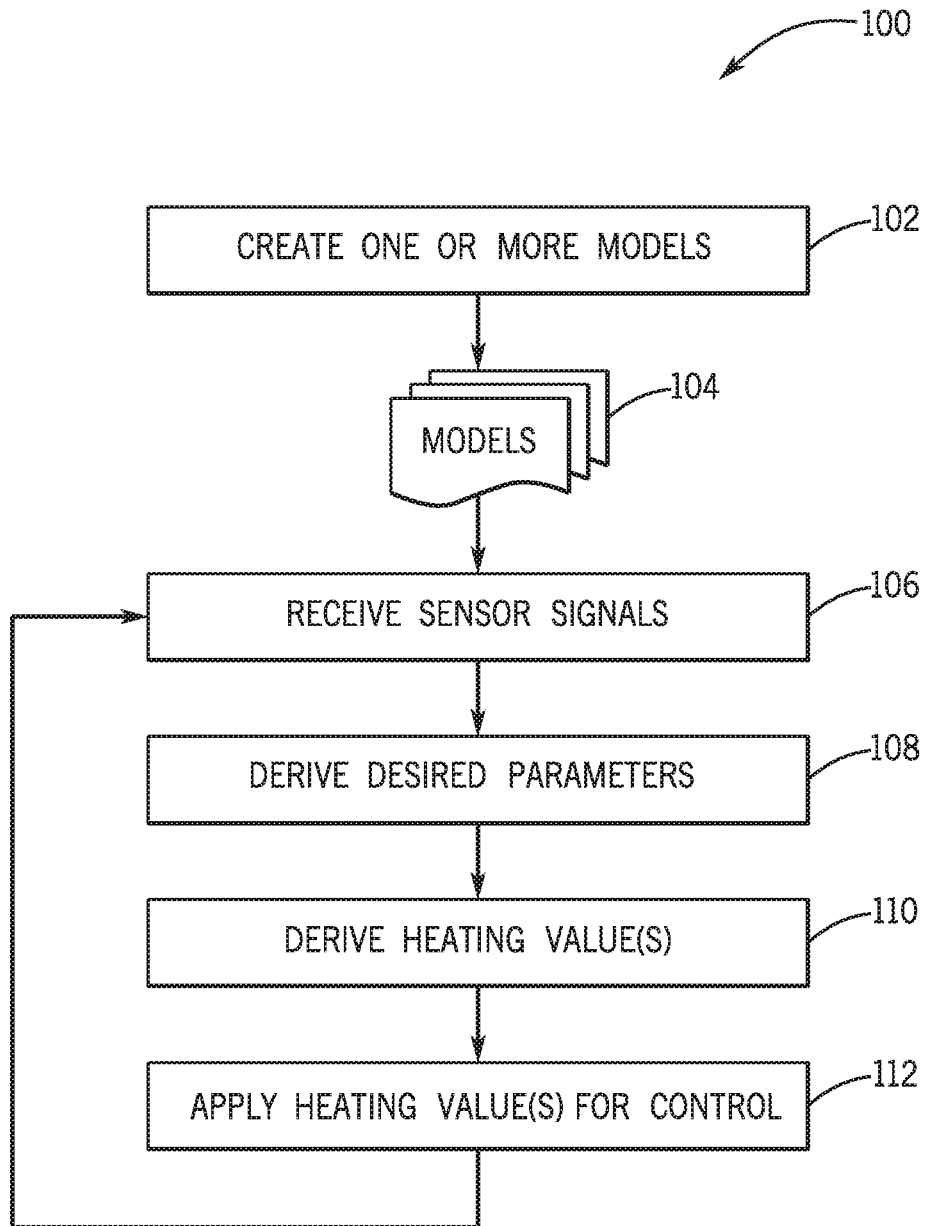 100
CREATE ONE OR MORE MODELS
102
104
MODELS
RECEIVE SENSOR SIGNALS
106
DERIVE DESIRED PARAMETERS
108
DERIVE HEATING VALUE(S)
110
APPLY HEATING VALUE(S) FOR CONTROL
112